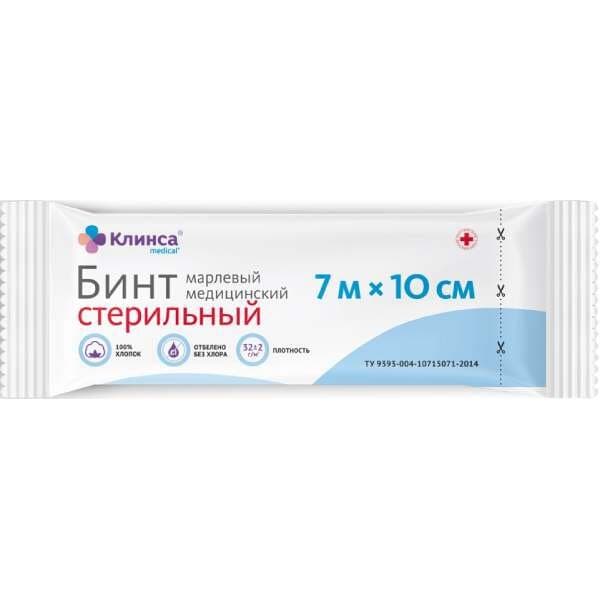 Клинса®
medical®
Бинт
марлевый
медицинский
стерильный
7 м × 10 см
100%
ХЛОПОК
cl
ОТБЕЛЕНО
БЕЗ ХЛОРА
32±2
г/м²
ПЛОТНОСТЬ
ТУ 9393-004-10715071-2014